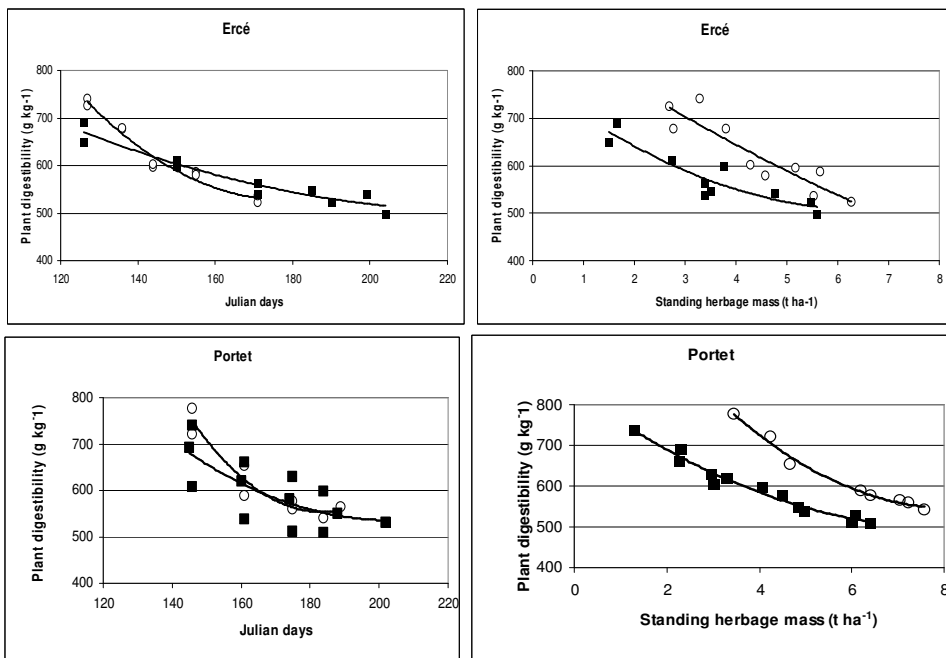 Ercé
Plant digestibility (g kg-1)
800
700
600
500
400
120 140 160 180 200 220
Julian days
Ercé
Plant digestibility (g kg-1)
800
700
600
500
400
0 1 2 3 4 5 6 7 8
Standing herbage mass (t ha-1)
Portet
Plant digestibility (g kg-1)
800
700
600
500
400
120 140 160 180 200 220
Julian days
Portet
Plant digestibility (g kg-1)
800
700
600
500
400
0 2 4 6 8
Standing herbage mass (t ha-1)